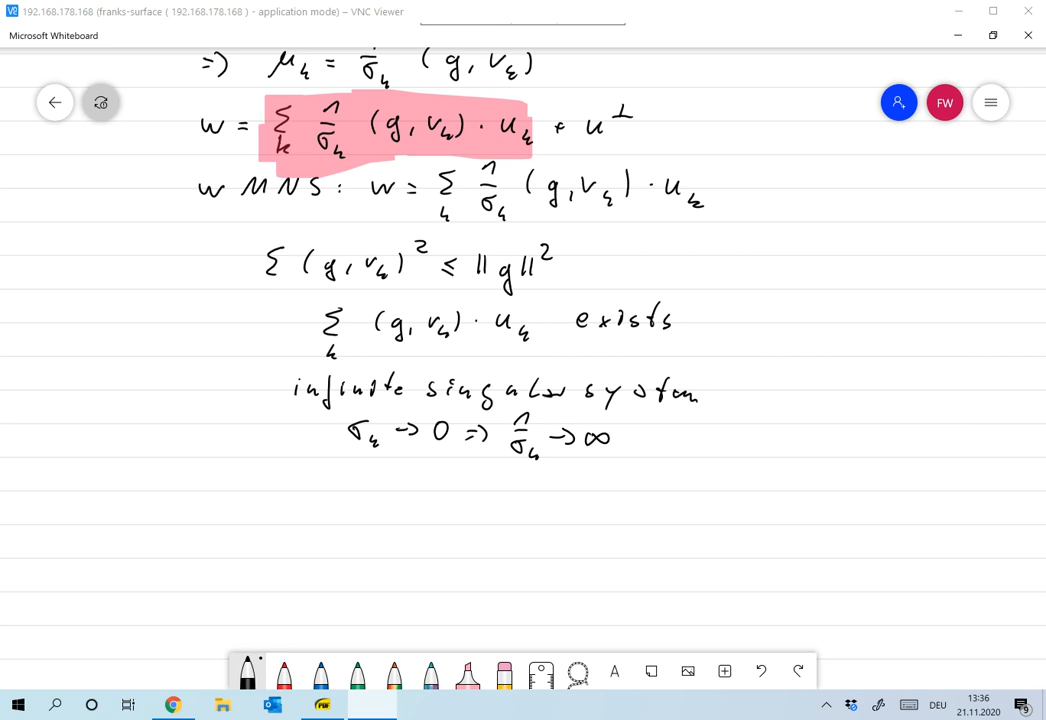 192.168.178.168 (franks-surface ( 192.168.178.168 ) - application mode) – VNC Viewer
Microsoft Whiteboard
=> μ_k = 1/σ_k (g, v_k)
w = Σ_k 1/σ_k (g, v_k) · u_k + u^⊥
FW
w MNS: w = Σ_k 1/σ_k (g, v_k) · u_k
Σ (g, v_k)^2 ≤ ||g||^2
Σ_k (g, v_k) · u_k exists
infinite singular system
σ_k → 0 => 1/σ_k → ∞
A
DEU
13:36
21.11.2020
9